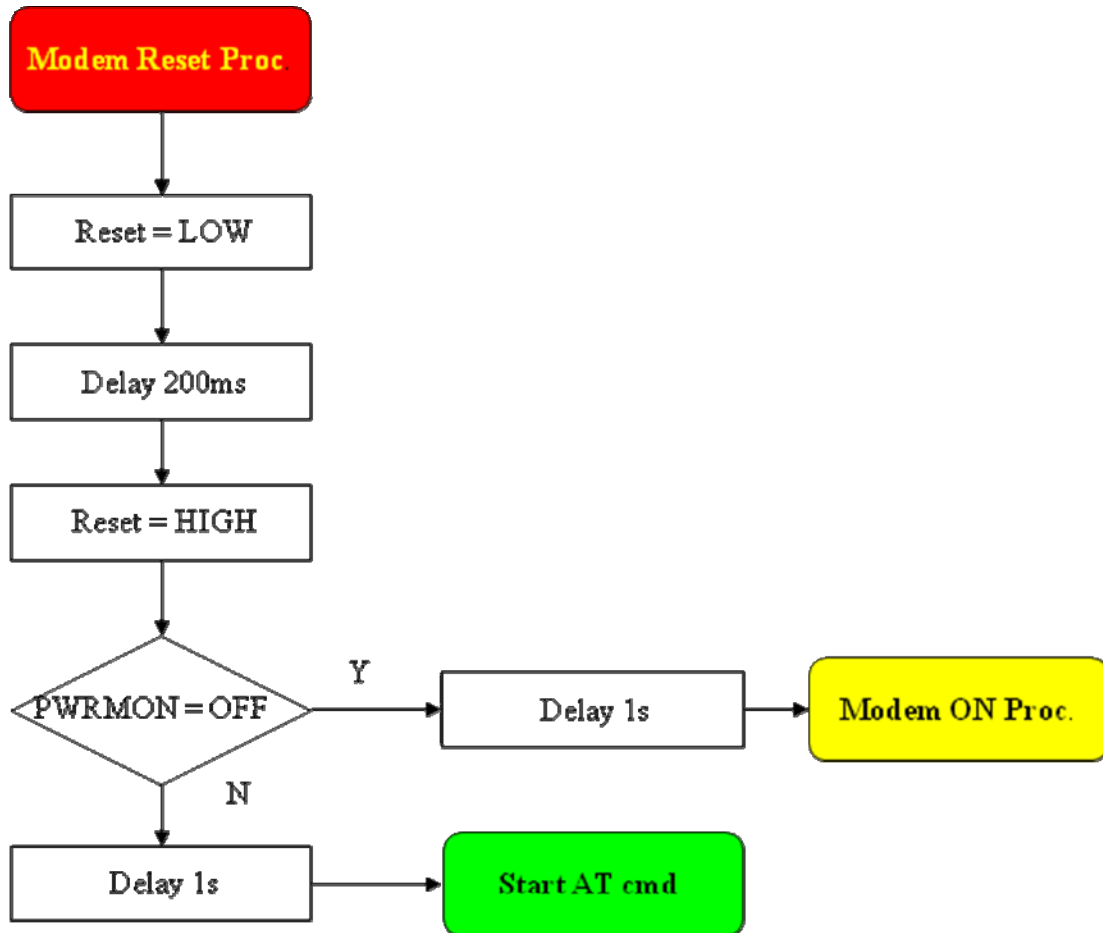 Modem Reset Proc.
Reset = LOW
Delay 200ms
Reset = HIGH
PWRMON = OFF
Y
Delay 1s
Modem ON Proc.
N
Delay 1s
Start AT cmd